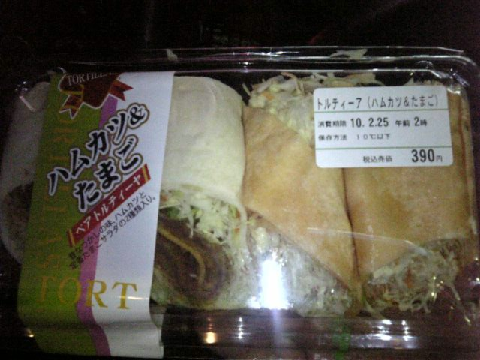 TORTILLA
ハムカツ&
たまご
ペアトルティーヤ
TORT
トルティーア(ハムカツ&たまご)
消費期限 10.2.25 午前 2時
保存方法 10℃以下
税込売価 390円